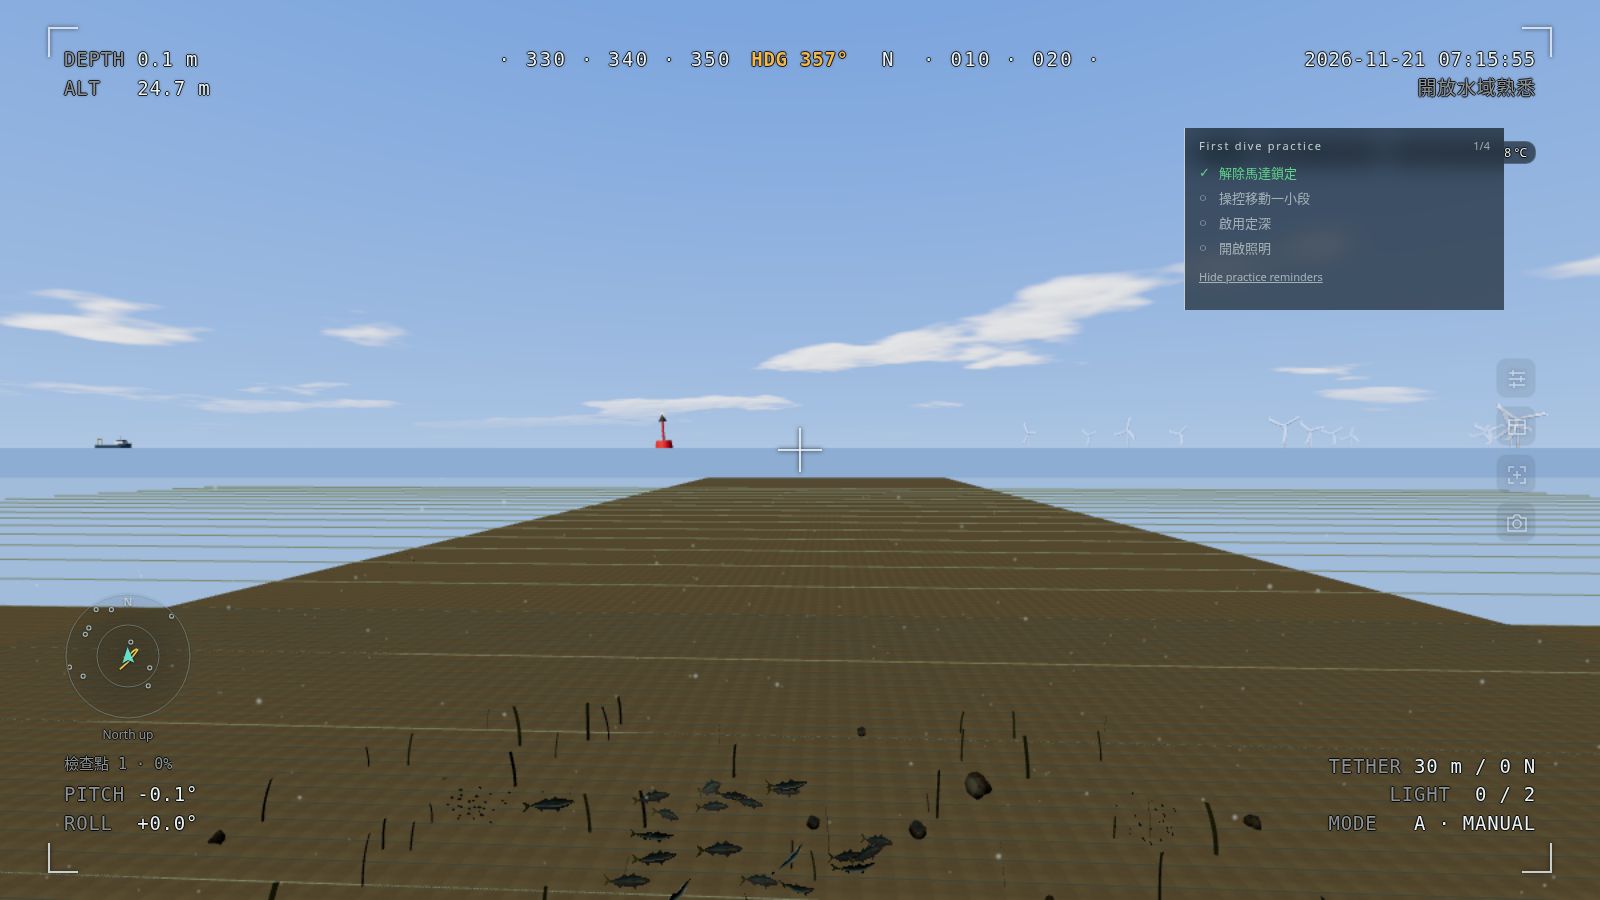 DEPTH 0.1 m
ALT 24.7 m
· 330 · 340 · 350 HDG 357° N · 010 · 020 ·
2026-11-21 07:15:55
開放水域熟悉
First dive practice 1/4
8 °C
✓ 解除馬達鎖定
○ 操控移動一小段
○ 啟用定深
○ 開啟照明
Hide practice reminders
N
North up
檢查點 1 · 0%
PITCH -0.1°
ROLL +0.0°
TETHER 30 m / 0 N
LIGHT 0 / 2
MODE A · MANUAL